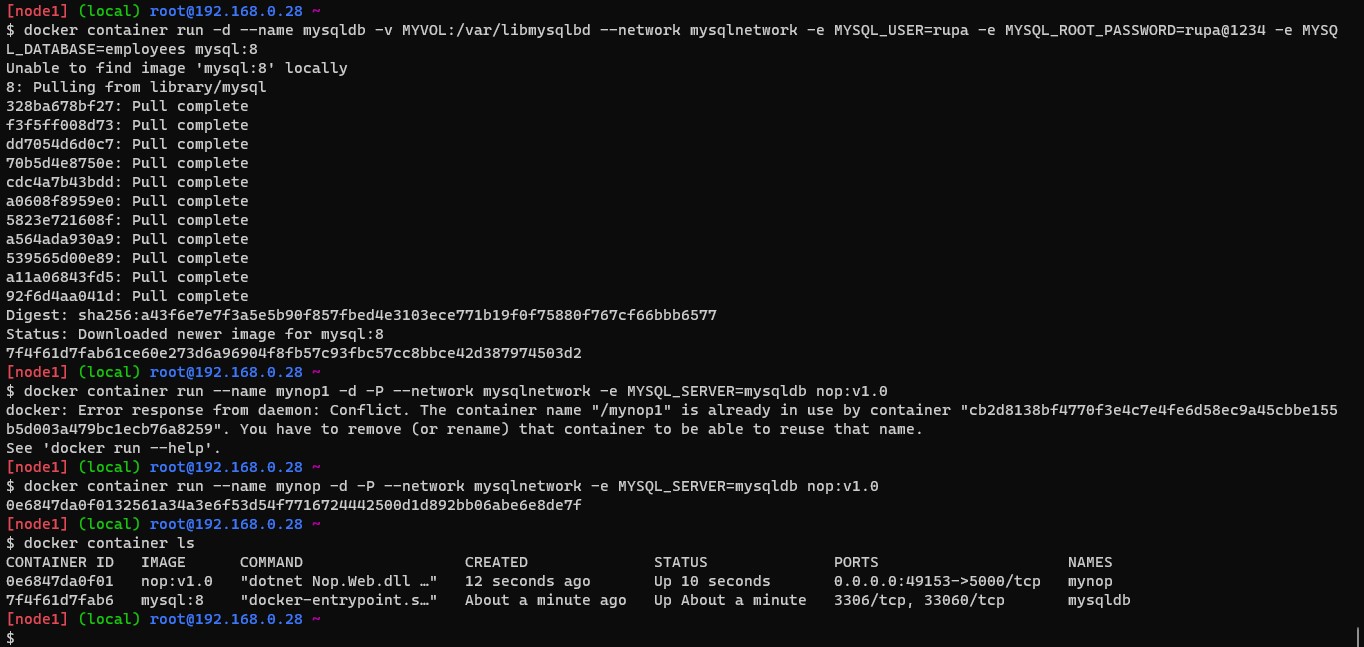 [node1] (local) root@192.168.0.28 ~
$ docker container run -d --name mysqldb -v MYVOL:/var/libmysqlbd --network mysqlnetwork -e MYSQL_USER=rupa -e MYSQL_ROOT_PASSWORD=rupa@1234 -e MYSQ
L_DATABASE=employees mysql:8
Unable to find image 'mysql:8' locally
8: Pulling from library/mysql
328ba678bf27: Pull complete
f3f5ff008d73: Pull complete
dd7054d6d0c7: Pull complete
70b5d4e8750e: Pull complete
cdc4a7b43bdd: Pull complete
a0608f8959e0: Pull complete
5823e721608f: Pull complete
a564ada930a9: Pull complete
539565d00e89: Pull complete
a11a06843fd5: Pull complete
92f6d4aa041d: Pull complete
Digest: sha256:a43f6e7e7f3a5e5b90f857fbed4e3103ece771b19f0f75880f767cf66bbb6577
Status: Downloaded newer image for mysql:8
7f4f61d7fab61ce60e273d6a96904f8fb57c93fbc57cc8bbce42d387974503d2
[node1] (local) root@192.168.0.28 ~
$ docker container run --name mynop1 -d -P --network mysqlnetwork -e MYSQL_SERVER=mysqldb nop:v1.0
docker: Error response from daemon: Conflict. The container name "/mynop1" is already in use by container "cb2d8138bf4770f3e4c7e4fe6d58ec9a45cbbe155
b5d003a479bc1ecb76a8259". You have to remove (or rename) that container to be able to reuse that name.
See 'docker run --help'.
[node1] (local) root@192.168.0.28 ~
$ docker container run --name mynop -d -P --network mysqlnetwork -e MYSQL_SERVER=mysqldb nop:v1.0
0e6847da0f0132561a34a3e6f53d54f7716724442500d1d892bb06abe6e8de7f
[node1] (local) root@192.168.0.28 ~
$ docker container ls
CONTAINER ID   IMAGE      COMMAND                  CREATED              STATUS              PORTS                     NAMES
0e6847da0f01   nop:v1.0   "dotnet Nop.Web.dll …"   12 seconds ago       Up 10 seconds       0.0.0.0:49153->5000/tcp   mynop
7f4f61d7fab6   mysql:8    "docker-entrypoint.s…"   About a minute ago   Up About a minute   3306/tcp, 33060/tcp       mysqldb
[node1] (local) root@192.168.0.28 ~
$